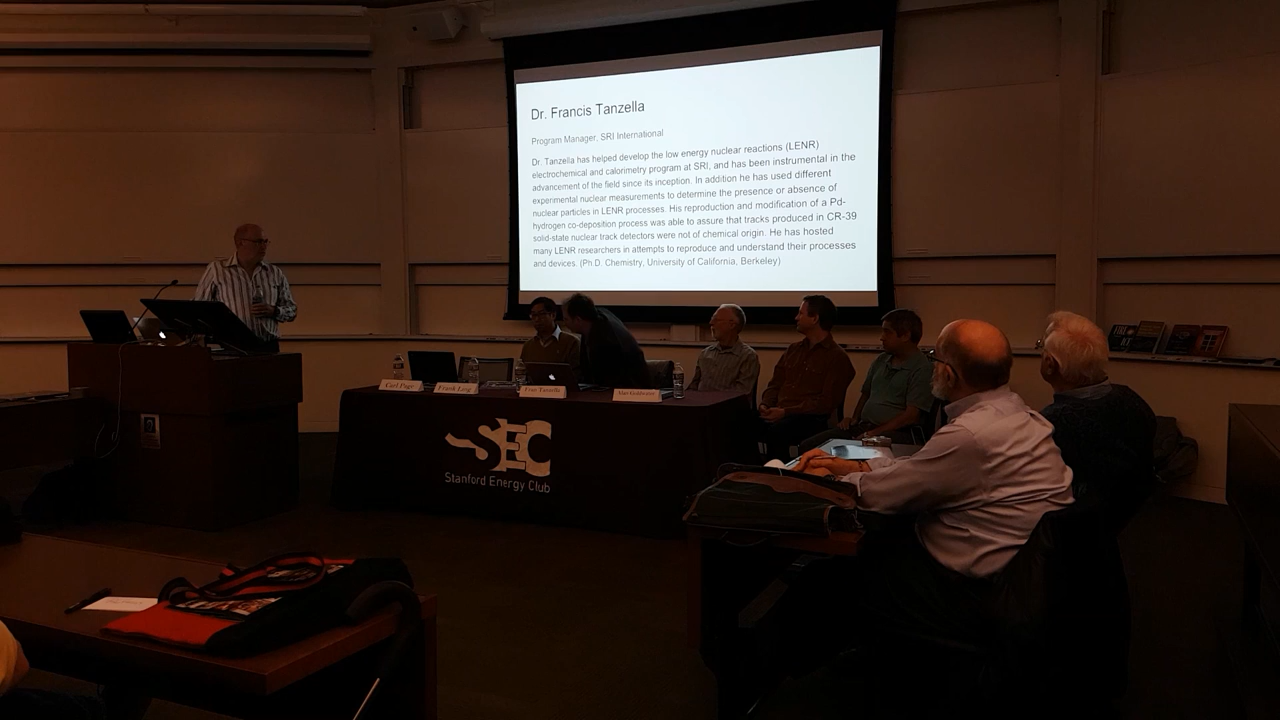 Dr. Francis Tanzella
Program Manager, SRI International
Dr. Tanzella has helped develop the low energy nuclear reactions (LENR)
electrochemical and calorimetry program at SRI, and has been instrumental in the
advancement of the field since its inception. In addition he has used different
experimental nuclear measurements to determine the presence or absence of
nuclear particles in LENR processes. His reproduction and modification of a Pd-
hydrogen co-deposition process was able to assure that tracks produced in CR-39
solid-state nuclear track detectors were not of chemical origin. He has hosted
many LENR researchers in attempts to reproduce and understand their processes
and devices. (Ph.D. Chemistry, University of California, Berkeley)
Carl Page
Fran Tanzella
SEC
Stanford Energy Club